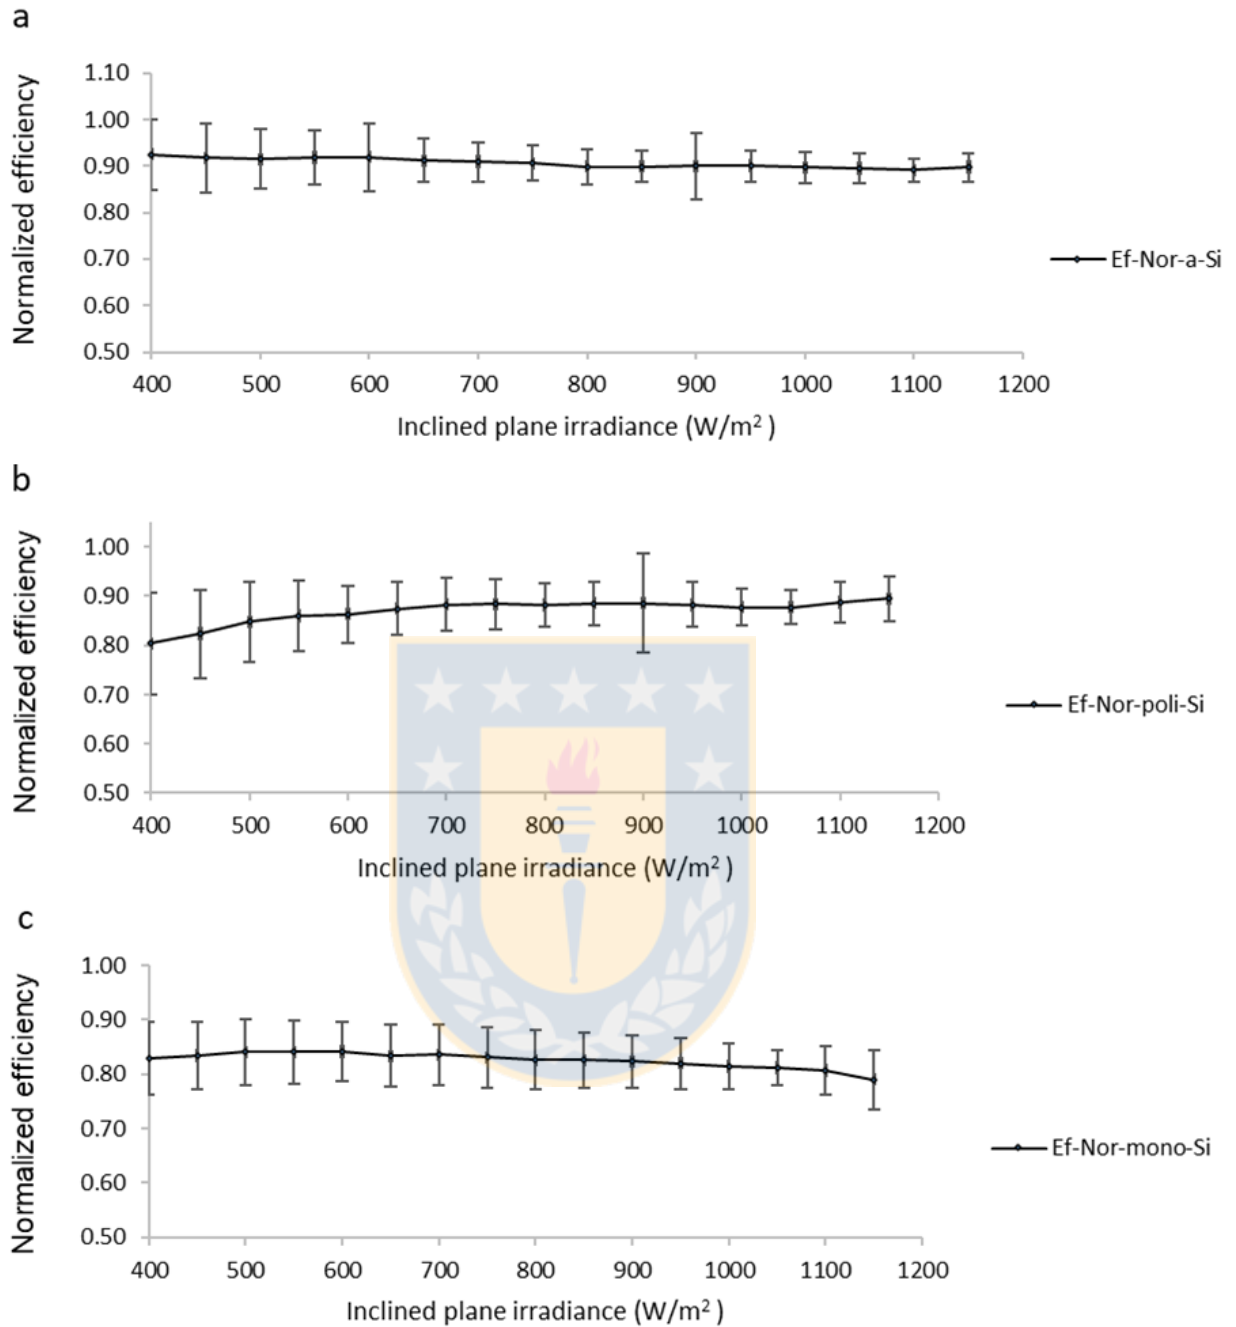 a
1.10
1.00
0.90
0.80
0.70
0.60
0.50
Normalized efficiency
400 500 600 700 800 900 1000 1100 1200
Inclined plane irradiance (W/m²)
Ef-Nor-a-Si
b
1.00
0.90
0.80
0.70
0.60
0.50
Normalized efficiency
400 500 600 700 800 900 1000 1100 1200
Inclined plane irradiance (W/m²)
Ef-Nor-poli-Si
c
1.00
0.90
0.80
0.70
0.60
0.50
Normalized efficiency
400 500 600 700 800 900 1000 1100 1200
Inclined plane irradiance (W/m²)
Ef-Nor-mono-Si